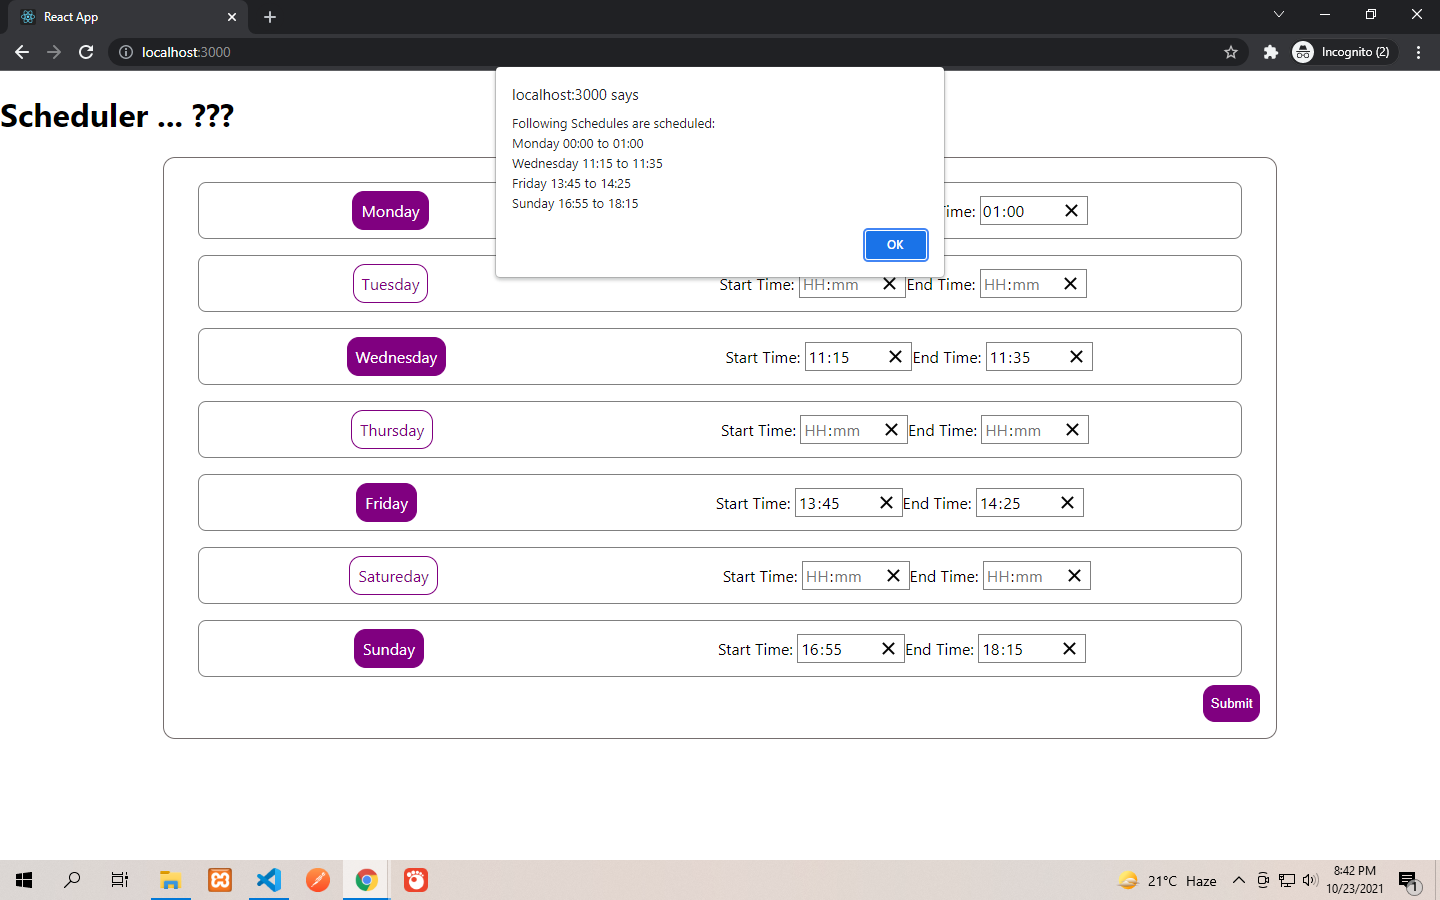 React App
localhost:3000
Incognito (2)
localhost:3000 says
Following Schedules are scheduled:
Monday 00:00 to 01:00
Wednesday 11:15 to 11:35
Friday 13:45 to 14:25
Sunday 16:55 to 18:15
OK
Scheduler ... ???
Monday ime: 01:00
Tuesday Start Time: HH:mm End Time: HH:mm
Wednesday Start Time: 11:15 End Time: 11:35
Thursday Start Time: HH:mm End Time: HH:mm
Friday Start Time: 13:45 End Time: 14:25
Satureday Start Time: HH:mm End Time: HH:mm
Sunday Start Time: 16:55 End Time: 18:15
Submit
21°C Haze
8:42 PM
10/23/2021
1